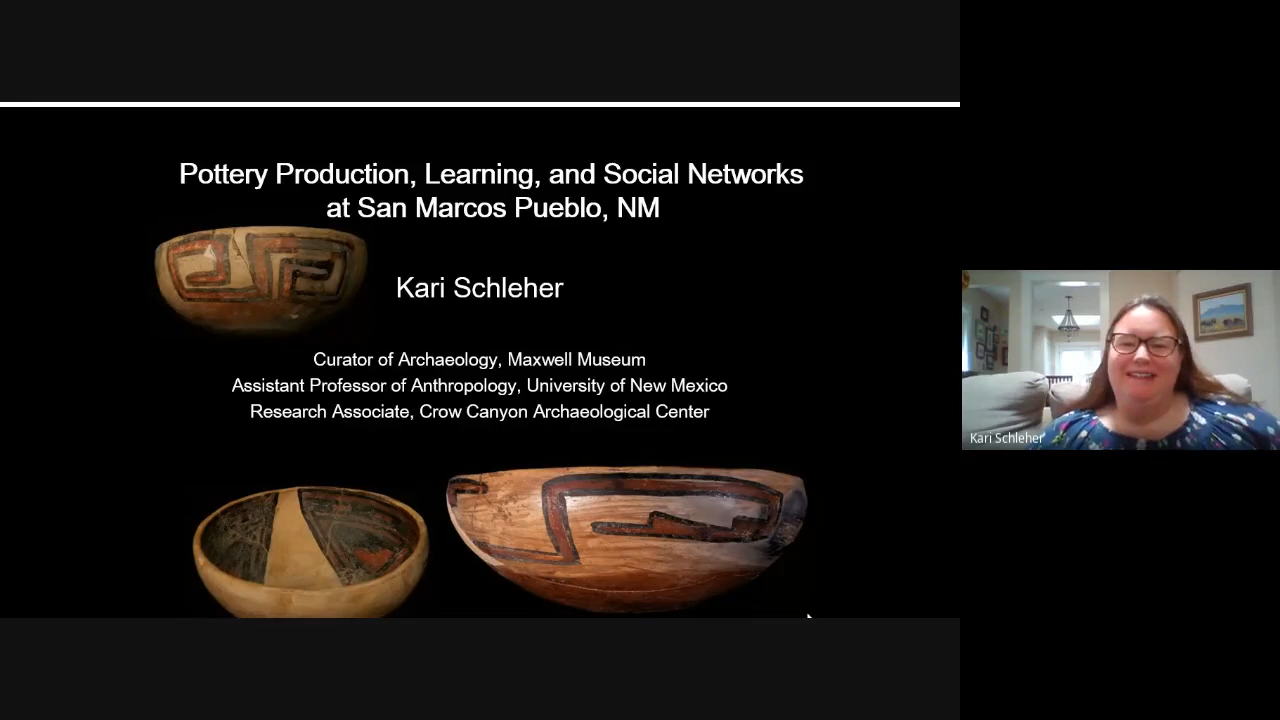 Pottery Production, Learning, and Social Networks
at San Marcos Pueblo, NM
Kari Schleher
Curator of Archaeology, Maxwell Museum
Assistant Professor of Anthropology, University of New Mexico
Research Associate, Crow Canyon Archaeological Center
Kari Schleher